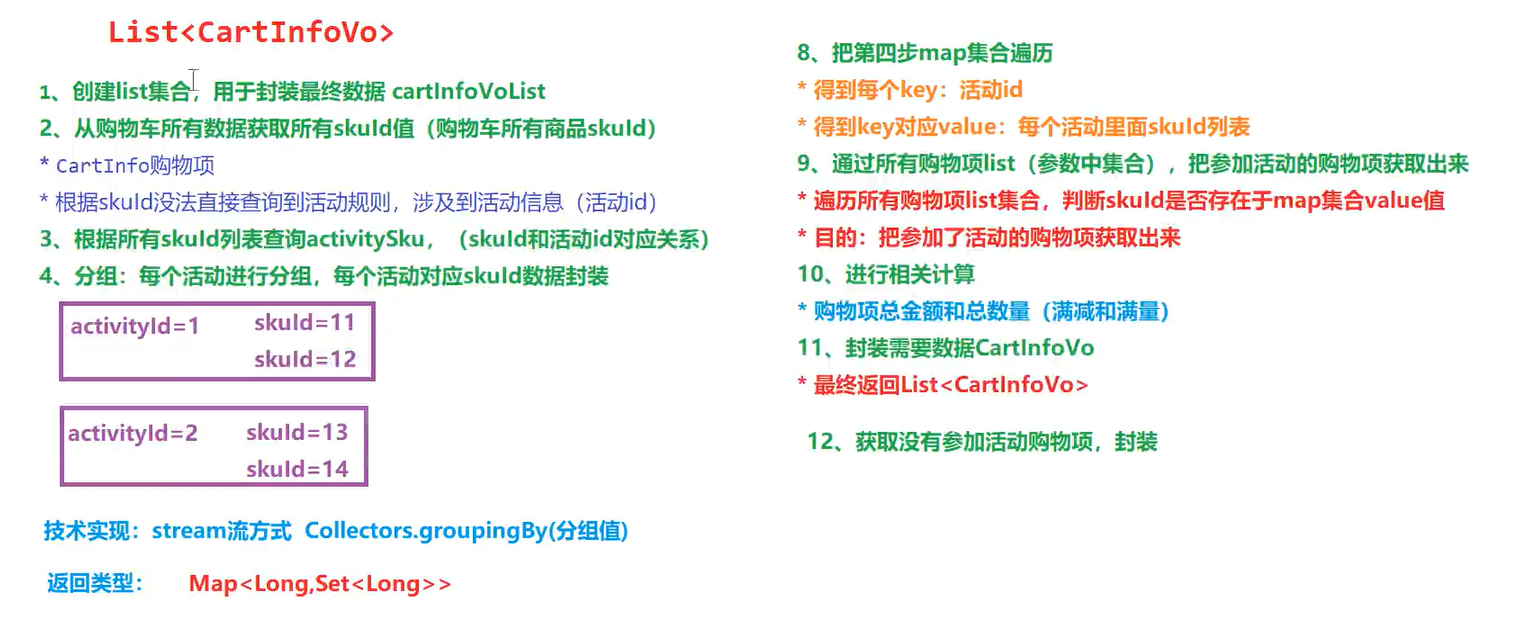 List<CartInfoVo>
1、创建list集合，用于封装最终数据 cartInfoVoList
2、从购物车所有数据获取所有skuId值（购物车所有商品skuId）
* CartInfo购物项
* 根据skuId没法直接查询到活动规则，涉及到活动信息（活动id）
3、根据所有skuId列表查询activitySku，（skuId和活动id对应关系）
4、分组：每个活动进行分组，每个活动对应skuId数据封装
activityId=1 skuId=11
skuId=12
activityId=2 skuId=13
skuId=14
技术实现：stream流方式 Collectors.groupingBy(分组值)
返回类型： Map<Long,Set<Long>>
8、把第四步map集合遍历
* 得到每个key：活动id
* 得到key对应value：每个活动里面skuId列表
9、通过所有购物项list（参数中集合），把参加活动的购物项获取出来
* 遍历所有购物项list集合，判断skuId是否存在于map集合value值
* 目的：把参加了活动的购物项获取出来
10、进行相关计算
* 购物项总金额和总数量（满减和满量）
11、封装需要数据CartInfoVo
* 最终返回List<CartInfoVo>
12、获取没有参加活动购物项，封装